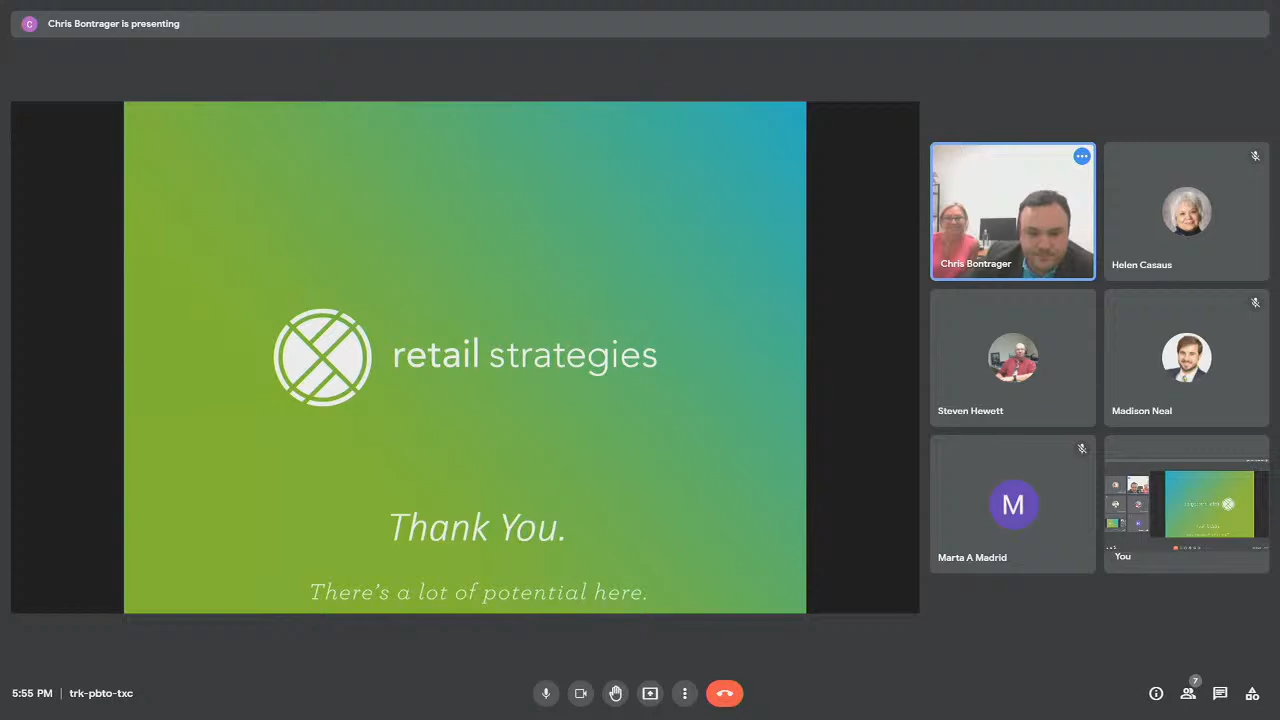 C
Chris Bontrager is presenting
retail strategies
Thank You.
There's a lot of potential here.
Chris Bontrager
Helen Casaus
Steven Hewett
Madison Neal
M
Marta A Madrid
You
5:55 PM | trk-pbto-txc
7